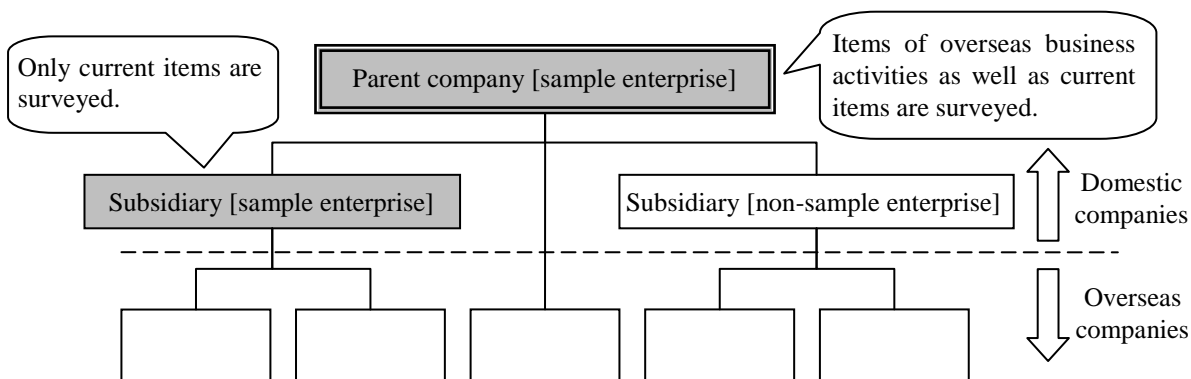 Only current items are
surveyed.
Parent company [sample enterprise]
Items of overseas business
activities as well as current
items are surveyed.
Subsidiary [sample enterprise]
Subsidiary [non-sample enterprise]
Domestic
companies
Overseas
companies